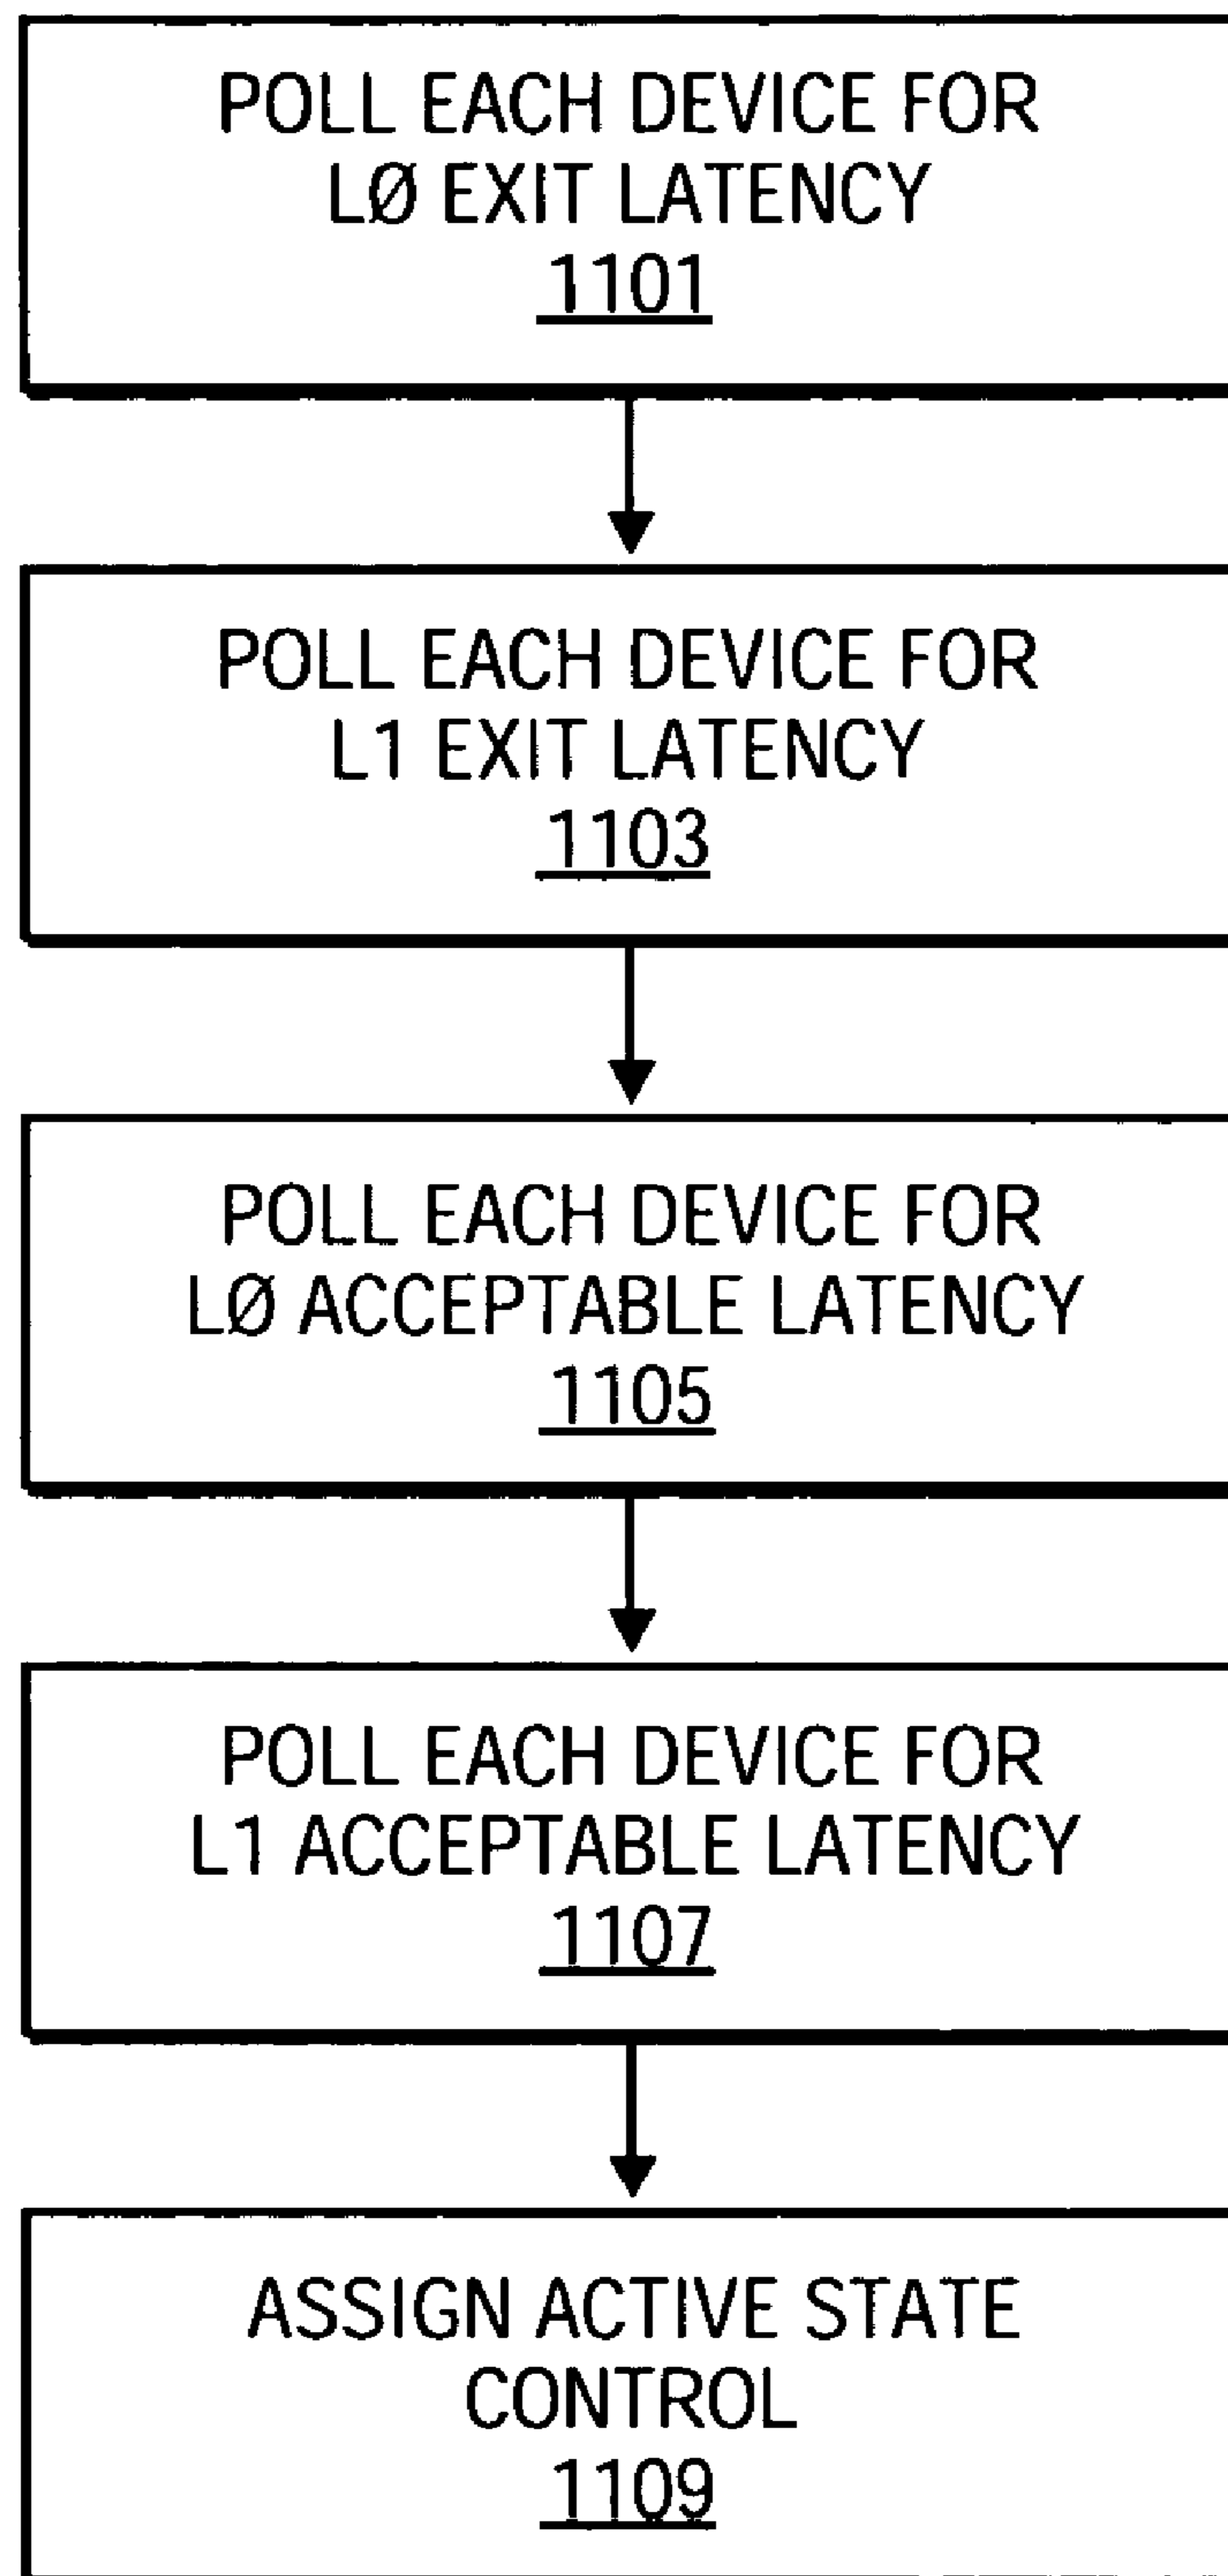 POLL EACH DEVICE FOR
LØ EXIT LATENCY
1101
POLL EACH DEVICE FOR
L1 EXIT LATENCY
1103
POLL EACH DEVICE FOR
LØ ACCEPTABLE LATENCY
1105
POLL EACH DEVICE FOR
L1 ACCEPTABLE LATENCY
1107
ASSIGN ACTIVE STATE
CONTROL
1109